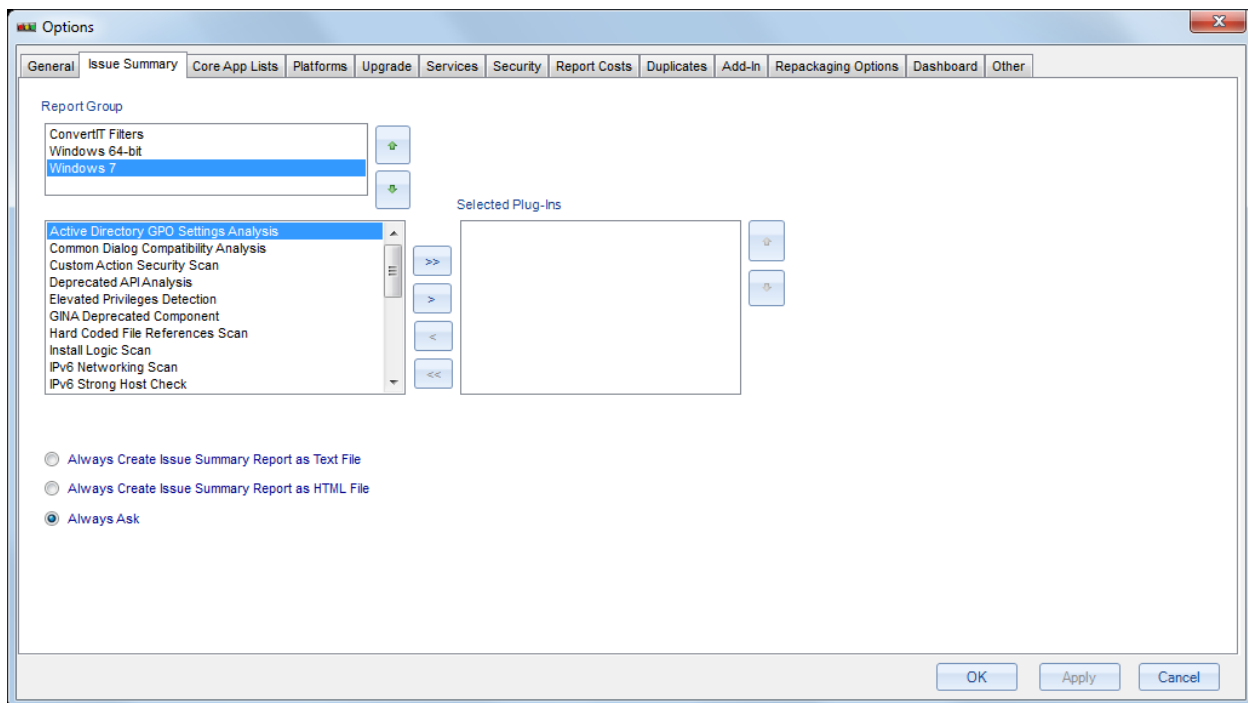 Options
X
General Issue Summary Core App Lists Platforms Upgrade Services Security Report Costs Duplicates Add-In Repackaging Options Dashboard Other
Report Group
ConvertIT Filters
Windows 64-bit
Windows 7
Selected Plug-Ins
Active Directory GPO Settings Analysis
Common Dialog Compatibility Analysis
Custom Action Security Scan
Deprecated API Analysis
Elevated Privileges Detection
GINA Deprecated Component
Hard Coded File References Scan
Install Logic Scan
IPv6 Networking Scan
IPv6 Strong Host Check
>>
>
<
<<
Always Create Issue Summary Report as Text File
Always Create Issue Summary Report as HTML File
Always Ask
OK Apply Cancel